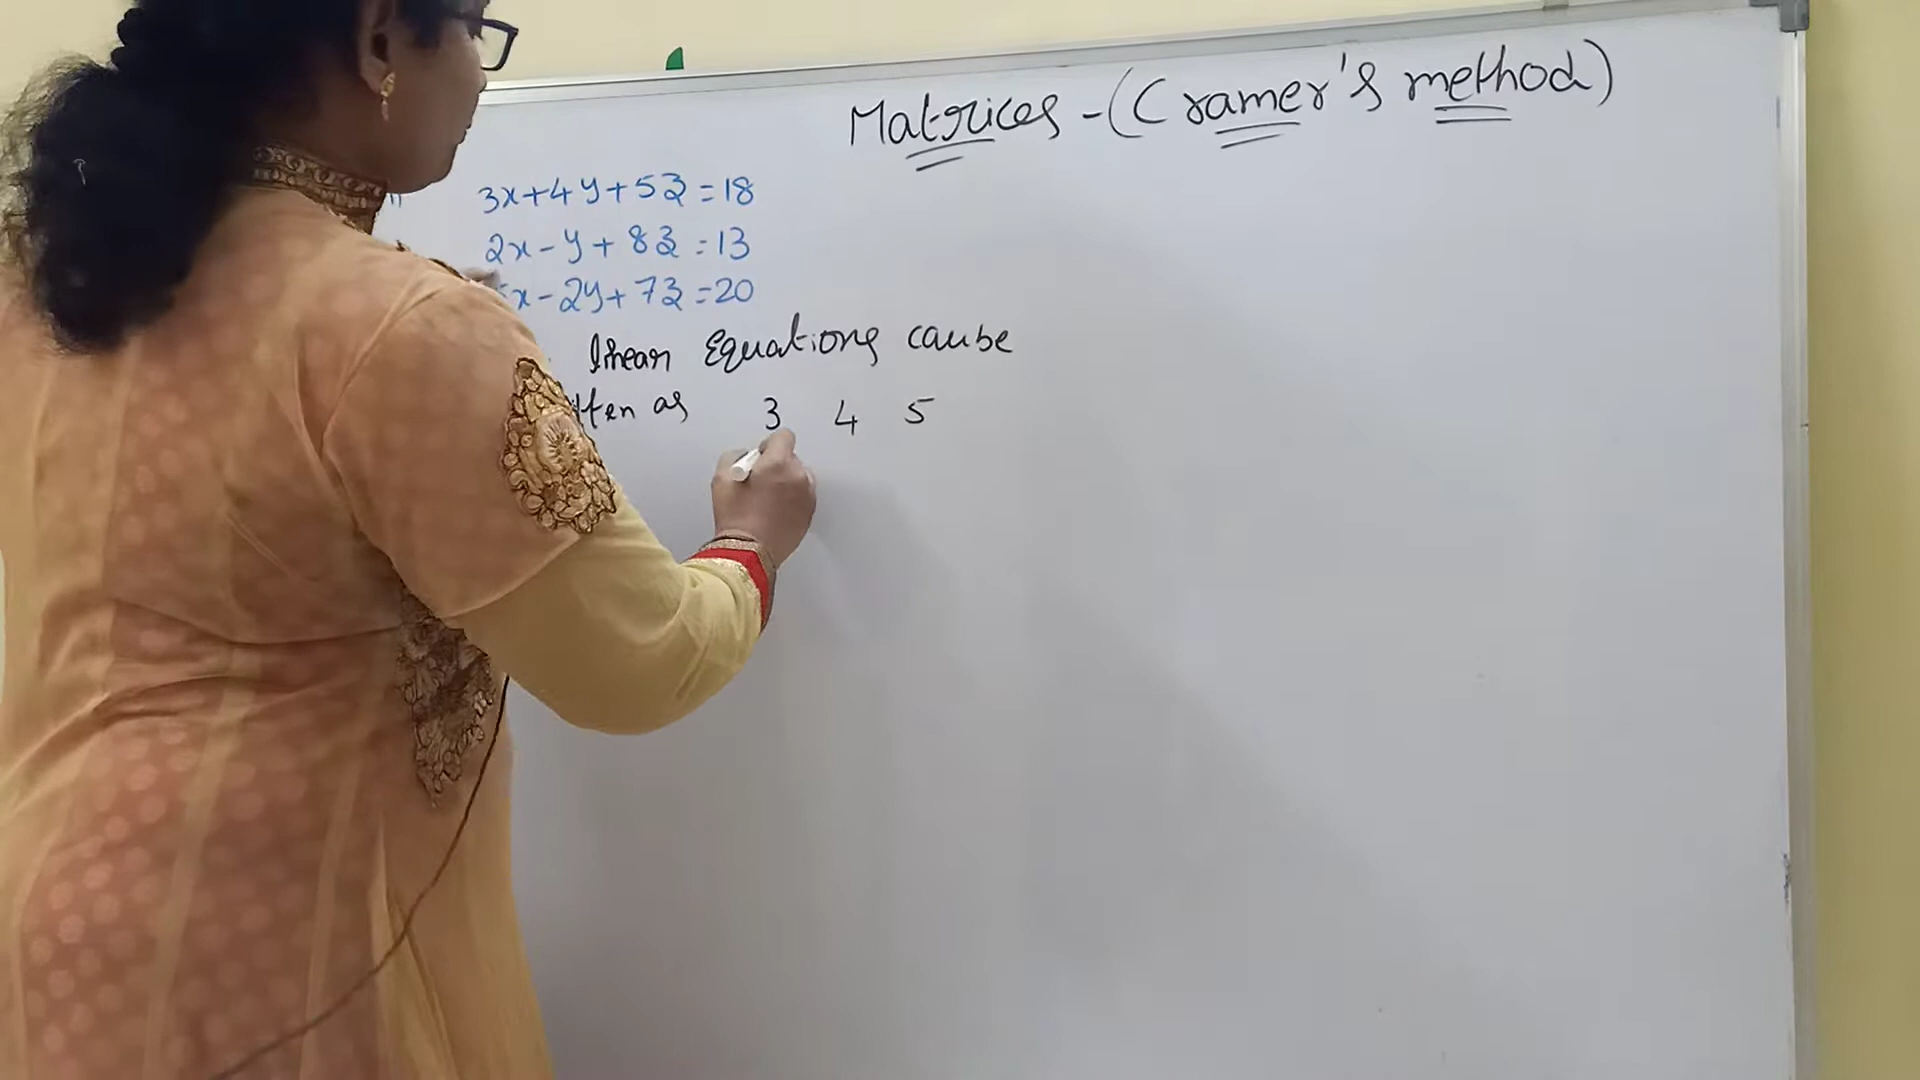 Matrices - (Cramer's method)
3x+4y+5z=18
2x-y+8z=13
x-2y+7z=20
linear Equations can be
as 3 4 5